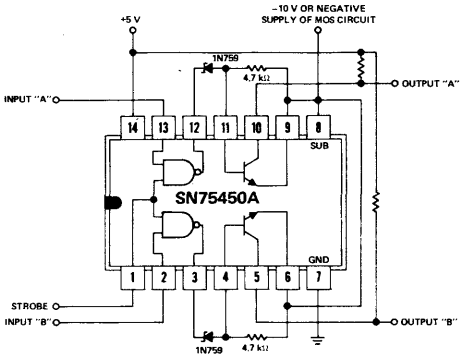 −10 V OR NEGATIVE
SUPPLY OF MOS CIRCUIT
+5 V
1N759
4.7 kΩ
OUTPUT "A"
INPUT "A"
14 13 12 11 10 9 8
SUB
SN75450A
GND
1 2 3 4 5 6 7
STROBE
INPUT "B"
1N759
4.7 kΩ
OUTPUT "B"